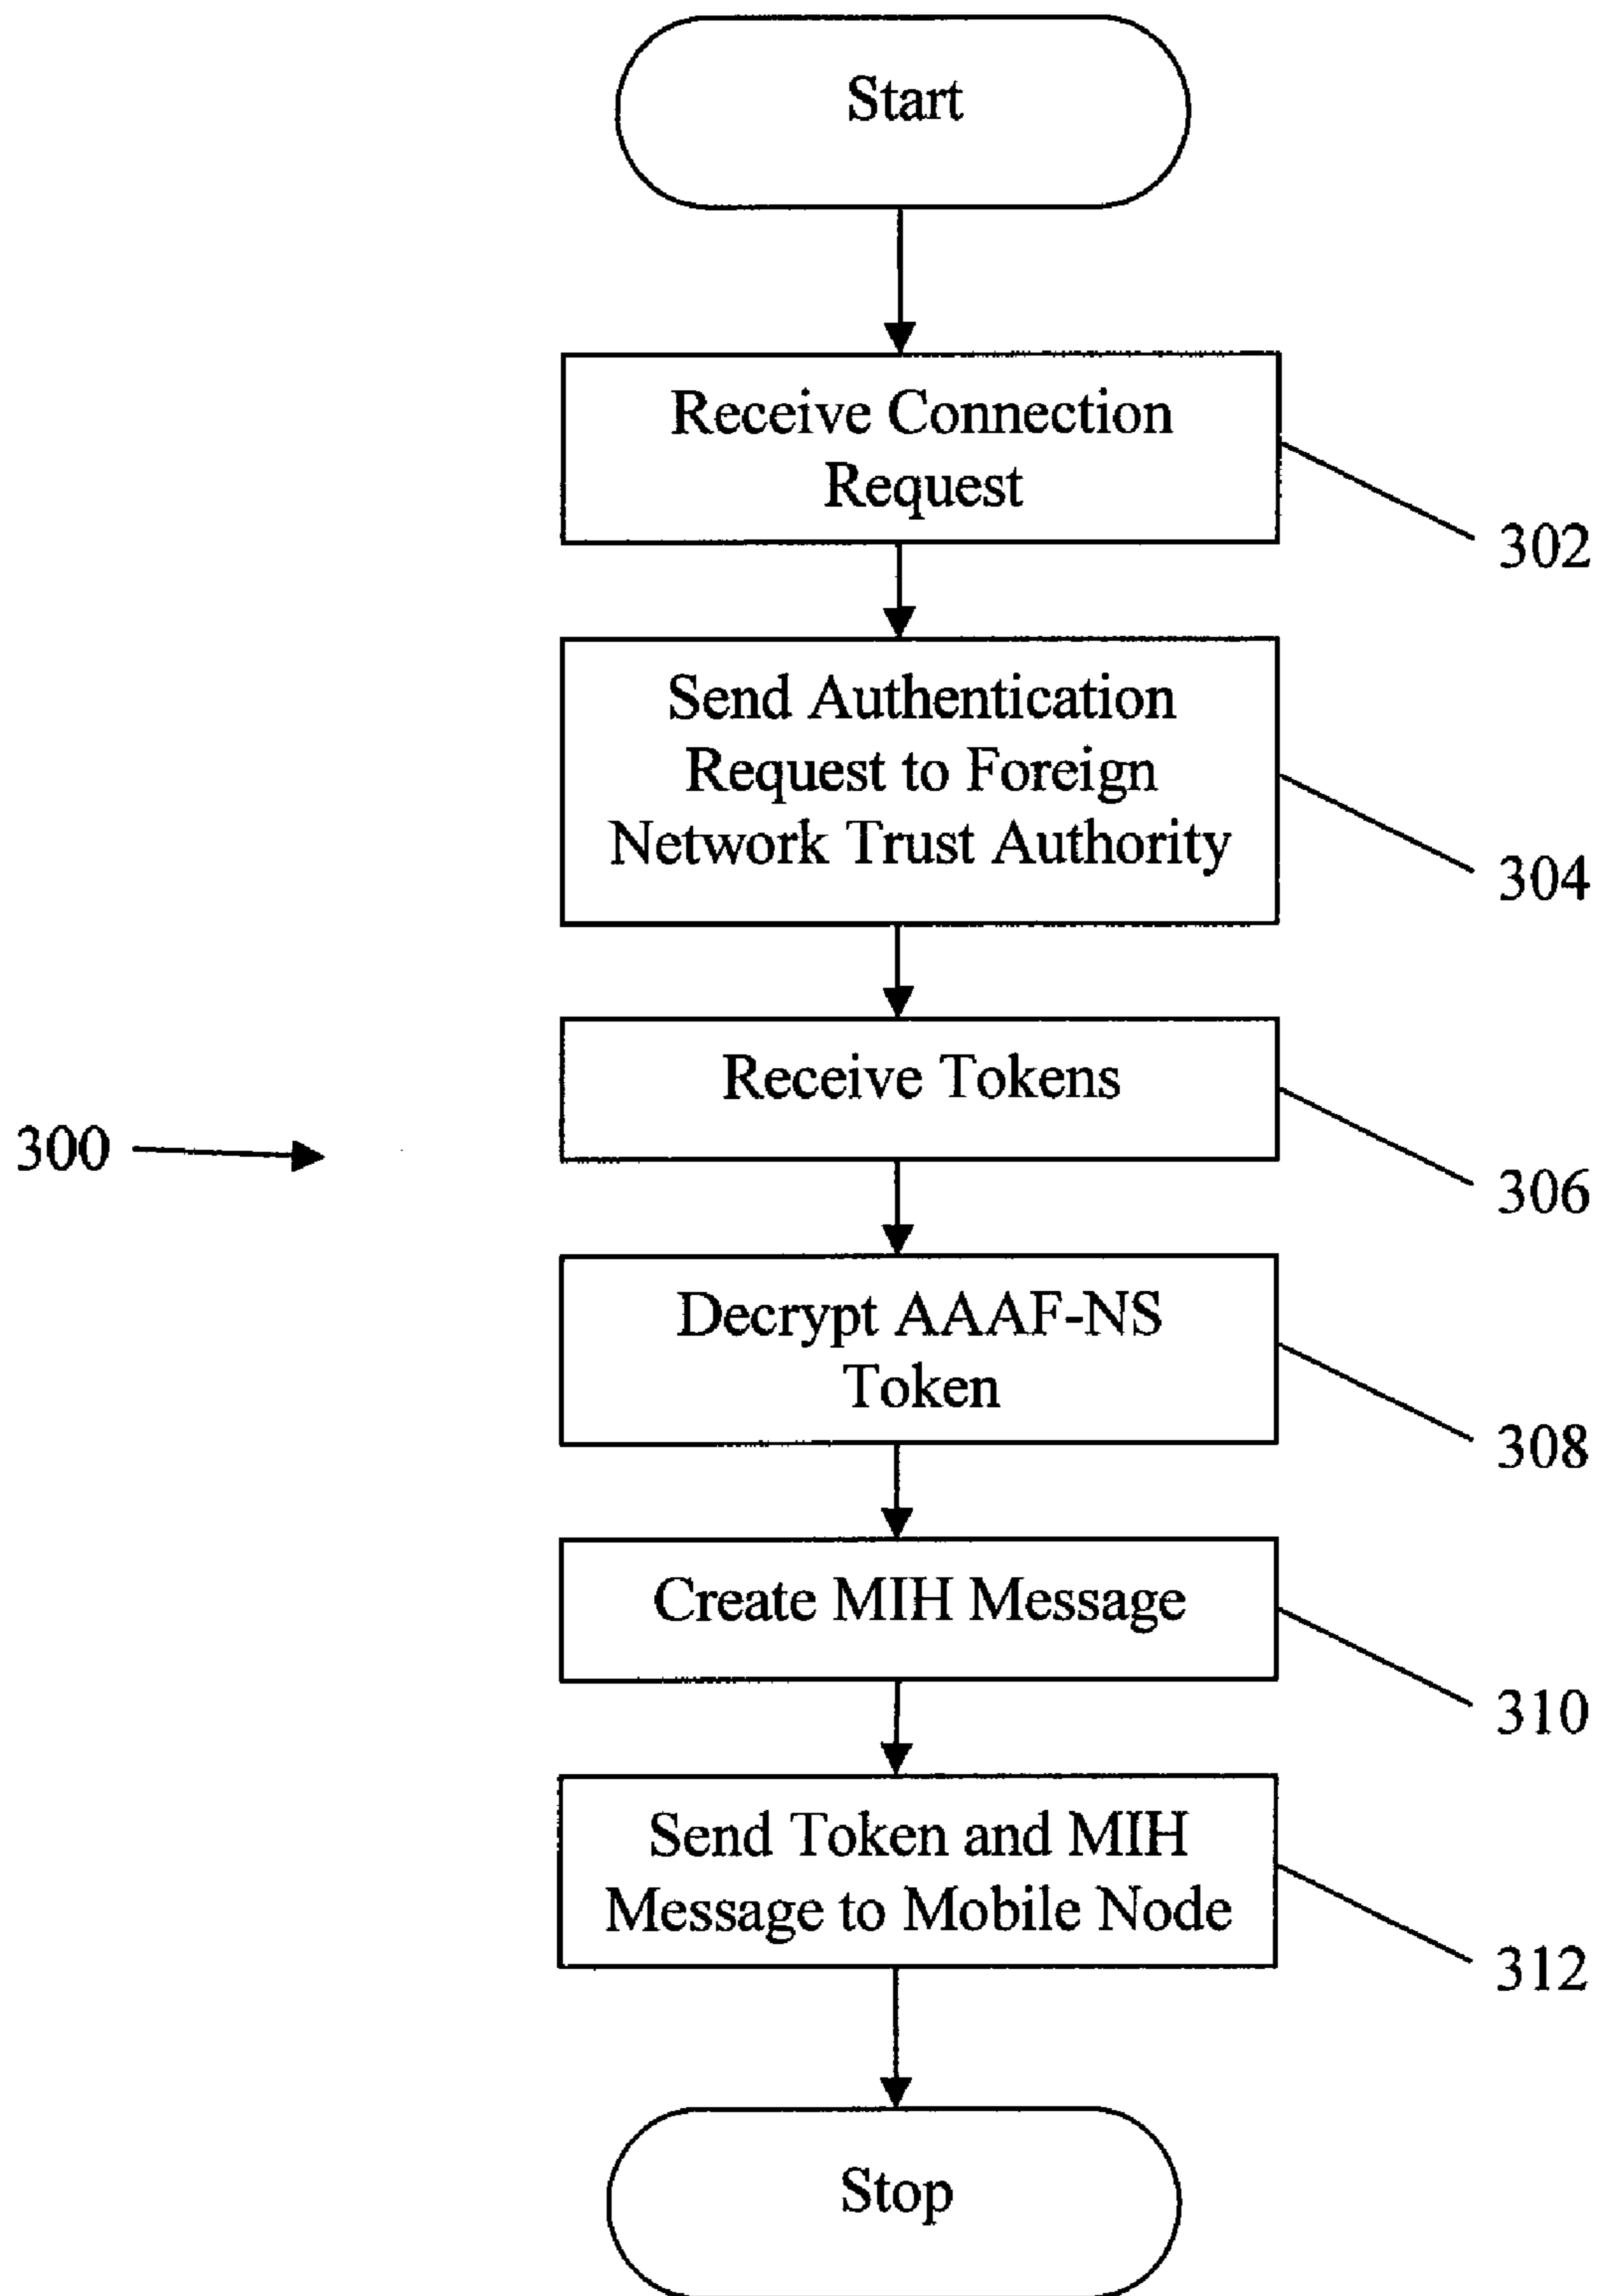 Start
Receive Connection
Request
302
Send Authentication
Request to Foreign
Network Trust Authority
304
Receive Tokens
300
306
Decrypt AAAF-NS
Token
308
Create MIH Message
310
Send Token and MIH
Message to Mobile Node
312
Stop